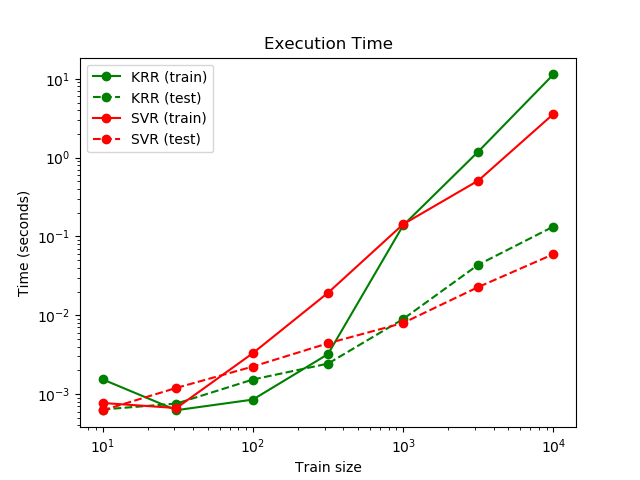 Execution Time
KRR (train)
KRR (test)
SVR (train)
SVR (test)
10¹
10⁰
10⁻¹
10⁻²
10⁻³
Time (seconds)
10¹ 10² 10³ 10⁴
Train size